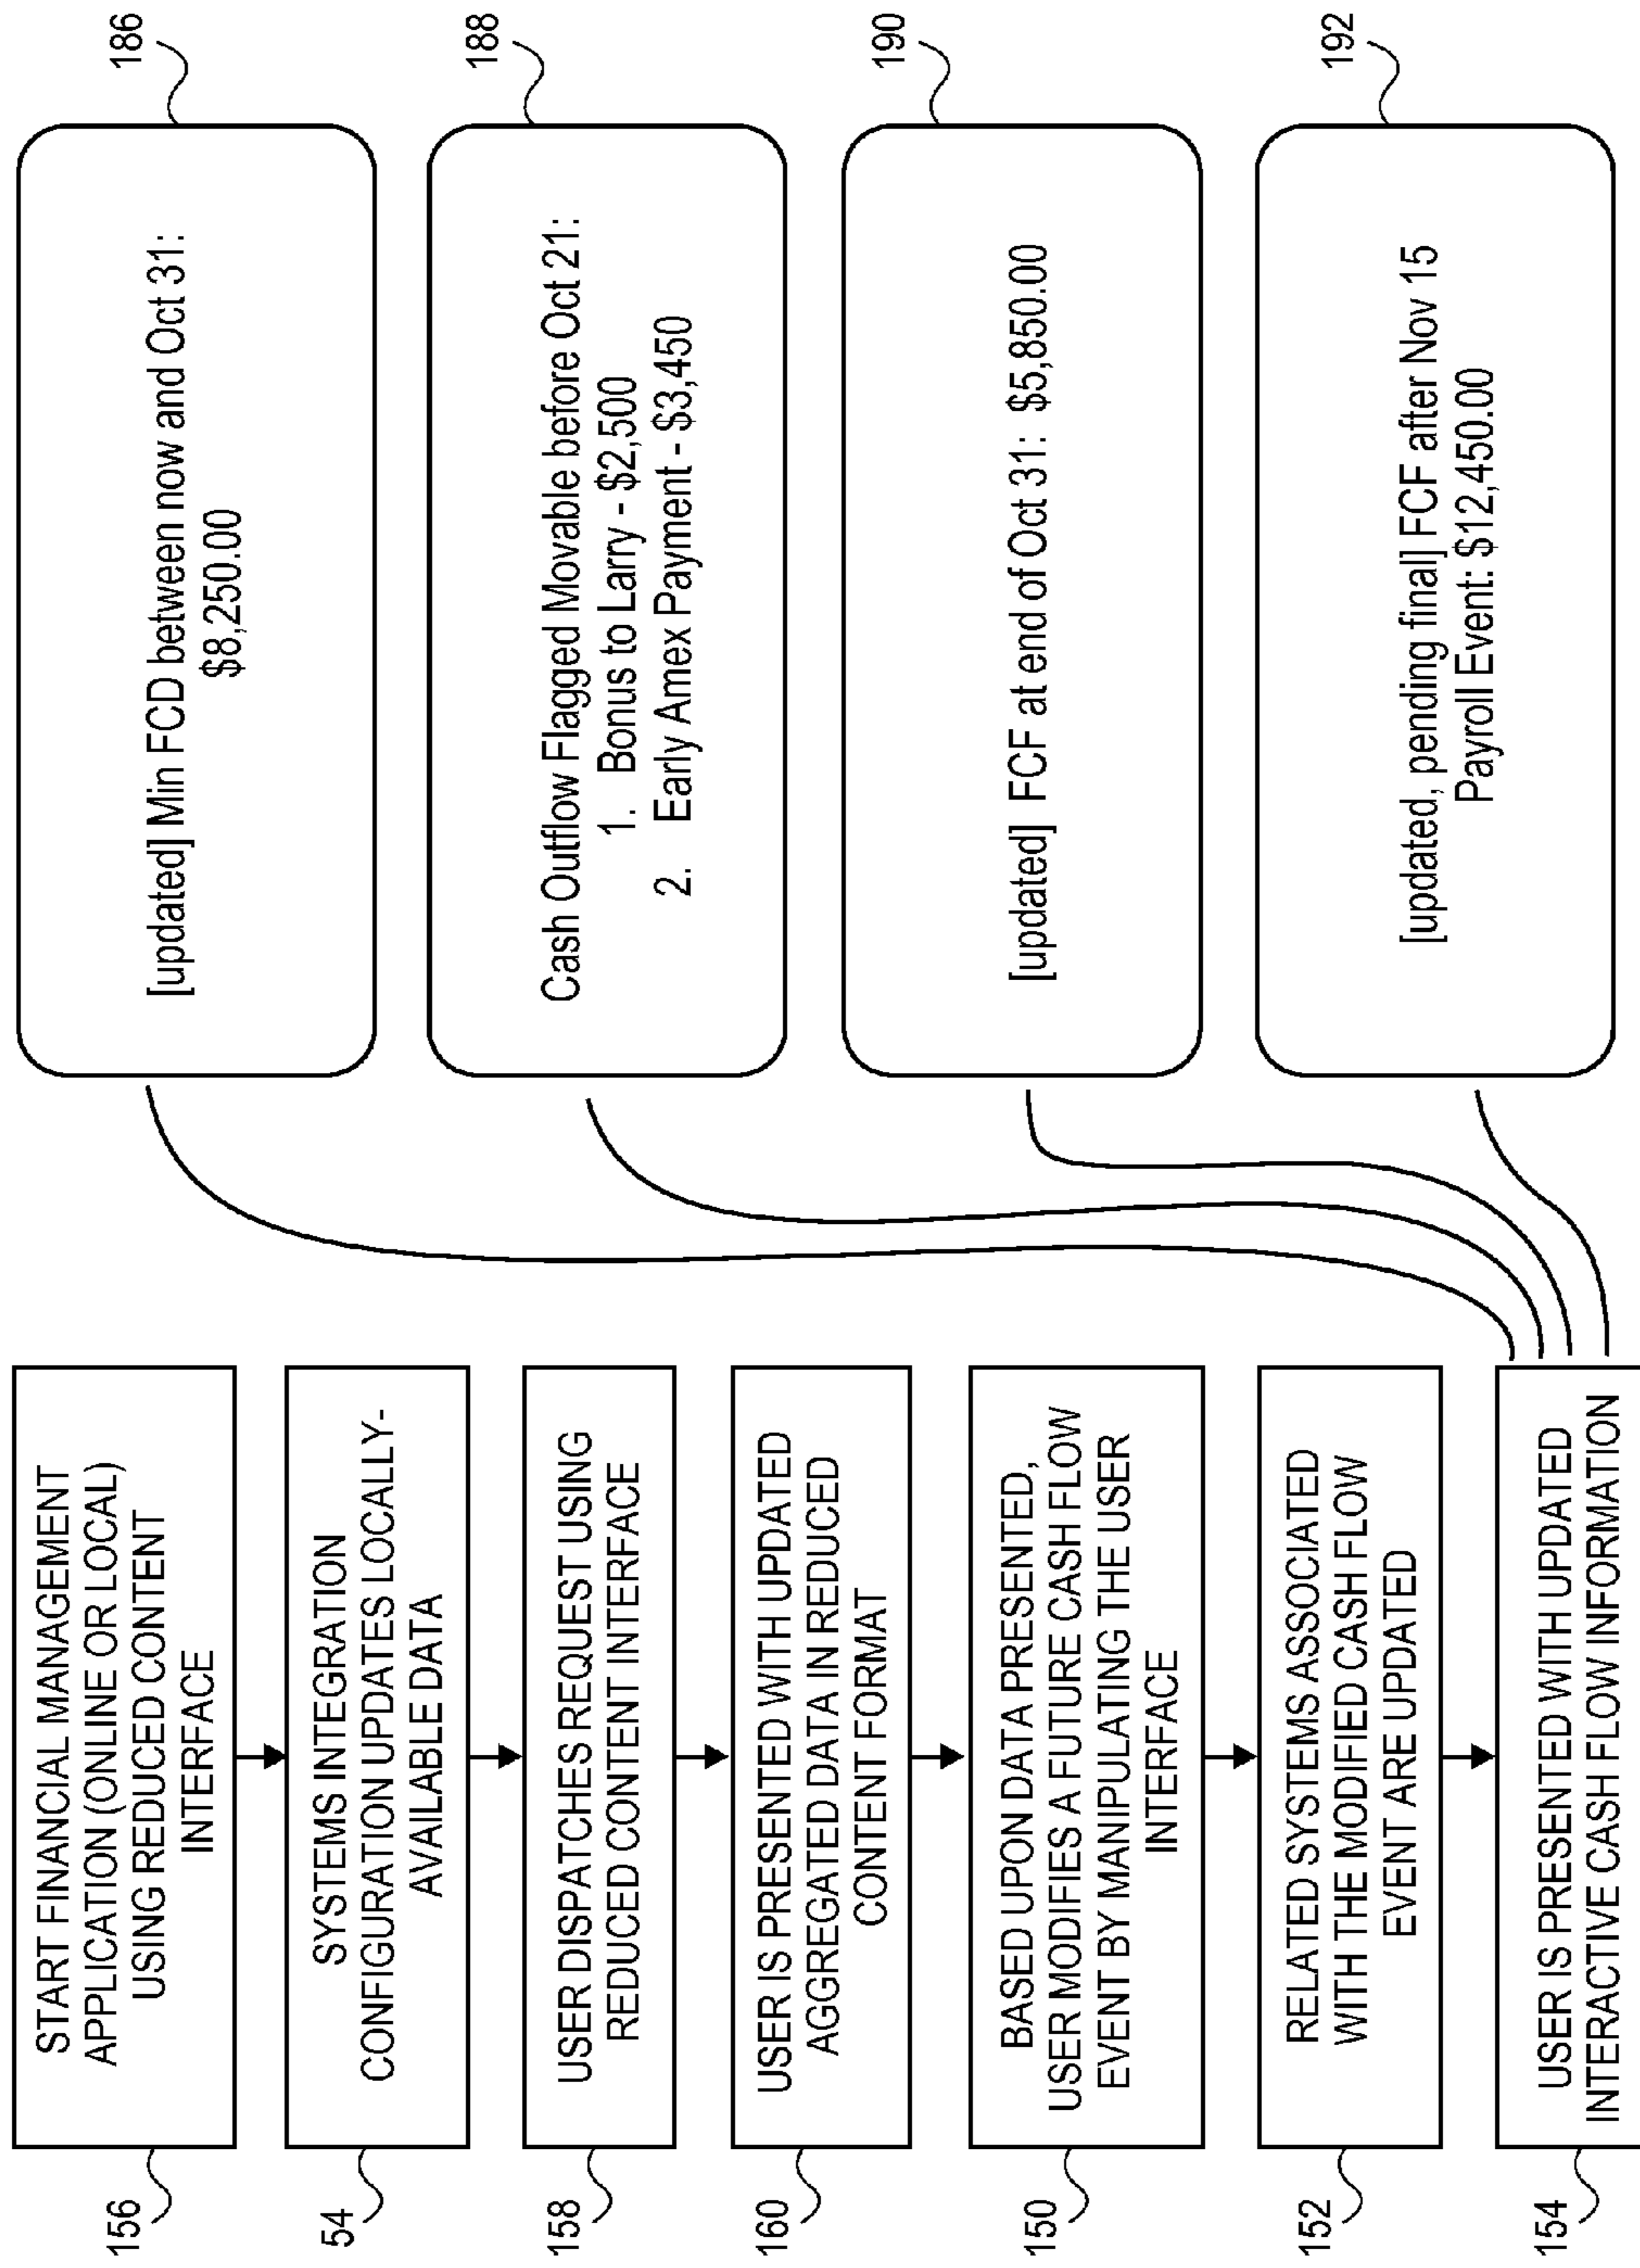 156
START FINANCIAL MANAGEMENT
APPLICATION (ONLINE OR LOCAL)
USING REDUCED CONTENT
INTERFACE
54
SYSTEMS INTEGRATION
CONFIGURATION UPDATES LOCALLY-
AVAILABLE DATA
158
USER DISPATCHES REQUEST USING
REDUCED CONTENT INTERFACE
160
USER IS PRESENTED WITH UPDATED
AGGREGATED DATA IN REDUCED
CONTENT FORMAT
150
BASED UPON DATA PRESENTED,
USER MODIFIES A FUTURE CASH FLOW
EVENT BY MANIPULATING THE USER
INTERFACE
152
RELATED SYSTEMS ASSOCIATED
WITH THE MODIFIED CASH FLOW
EVENT ARE UPDATED
154
USER IS PRESENTED WITH UPDATED
INTERACTIVE CASH FLOW INFORMATION
[updated] Min FCD between now and Oct 31:
$8,250.00
186
Cash Outflow Flagged Movable before Oct 21:
1. Bonus to Larry - $2,500
2. Early Amex Payment - $3,450
188
[updated] FCF at end of Oct 31: $5,850.00
190
[updated, pending final] FCF after Nov 15
Payroll Event: $12,450.00
192